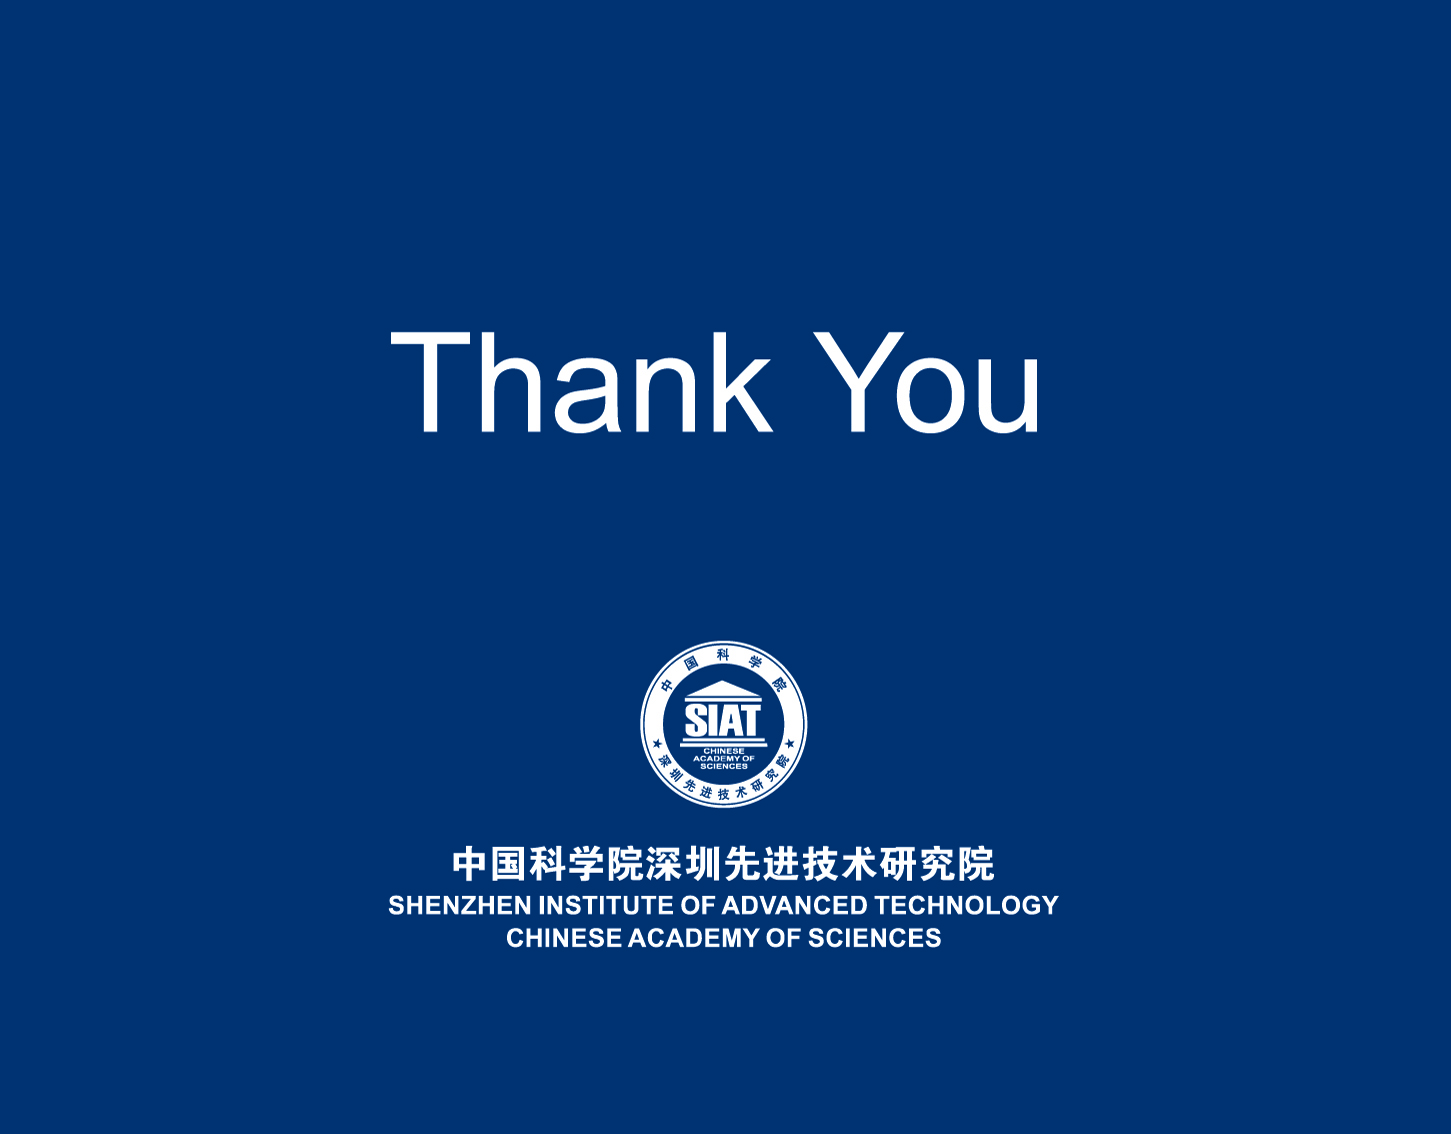 Thank You
中国科学院
SIAT
CHINESE
ACADEMY OF
SCIENCES
深圳先进技术研究院
中国科学院深圳先进技术研究院
SHENZHEN INSTITUTE OF ADVANCED TECHNOLOGY
CHINESE ACADEMY OF SCIENCES